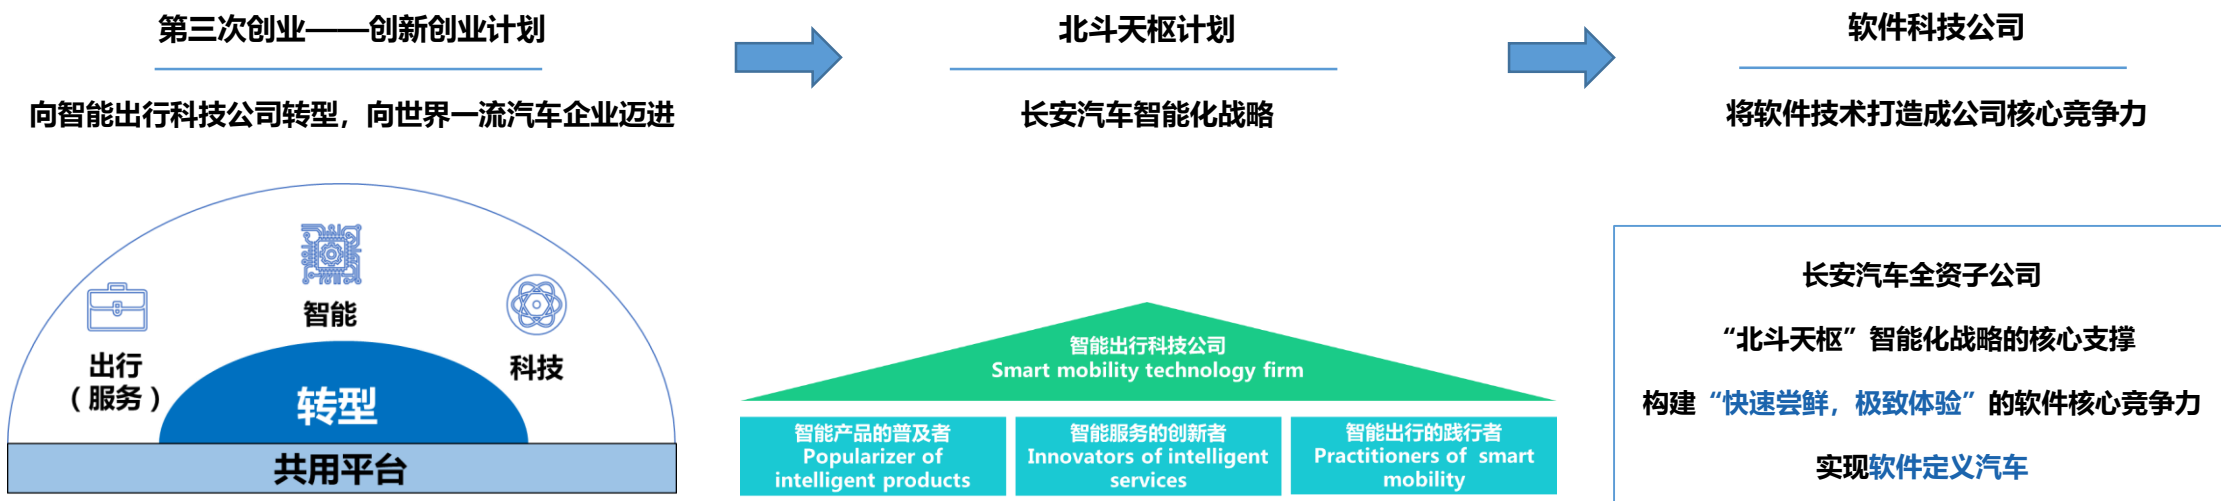 第三次创业——创新创业计划
向智能出行科技公司转型，向世界一流汽车企业迈进
智能
出行
（服务）
科技
转型
共用平台
北斗天枢计划
长安汽车智能化战略
智能出行科技公司
Smart mobility technology firm
智能产品的普及者
Popularizer of
intelligent products
智能服务的创新者
Innovators of intelligent
services
智能出行的践行者
Practitioners of smart
mobility
软件科技公司
将软件技术打造成公司核心竞争力
长安汽车全资子公司
“北斗天枢”智能化战略的核心支撑
构建“快速尝鲜，极致体验”的软件核心竞争力
实现软件定义汽车